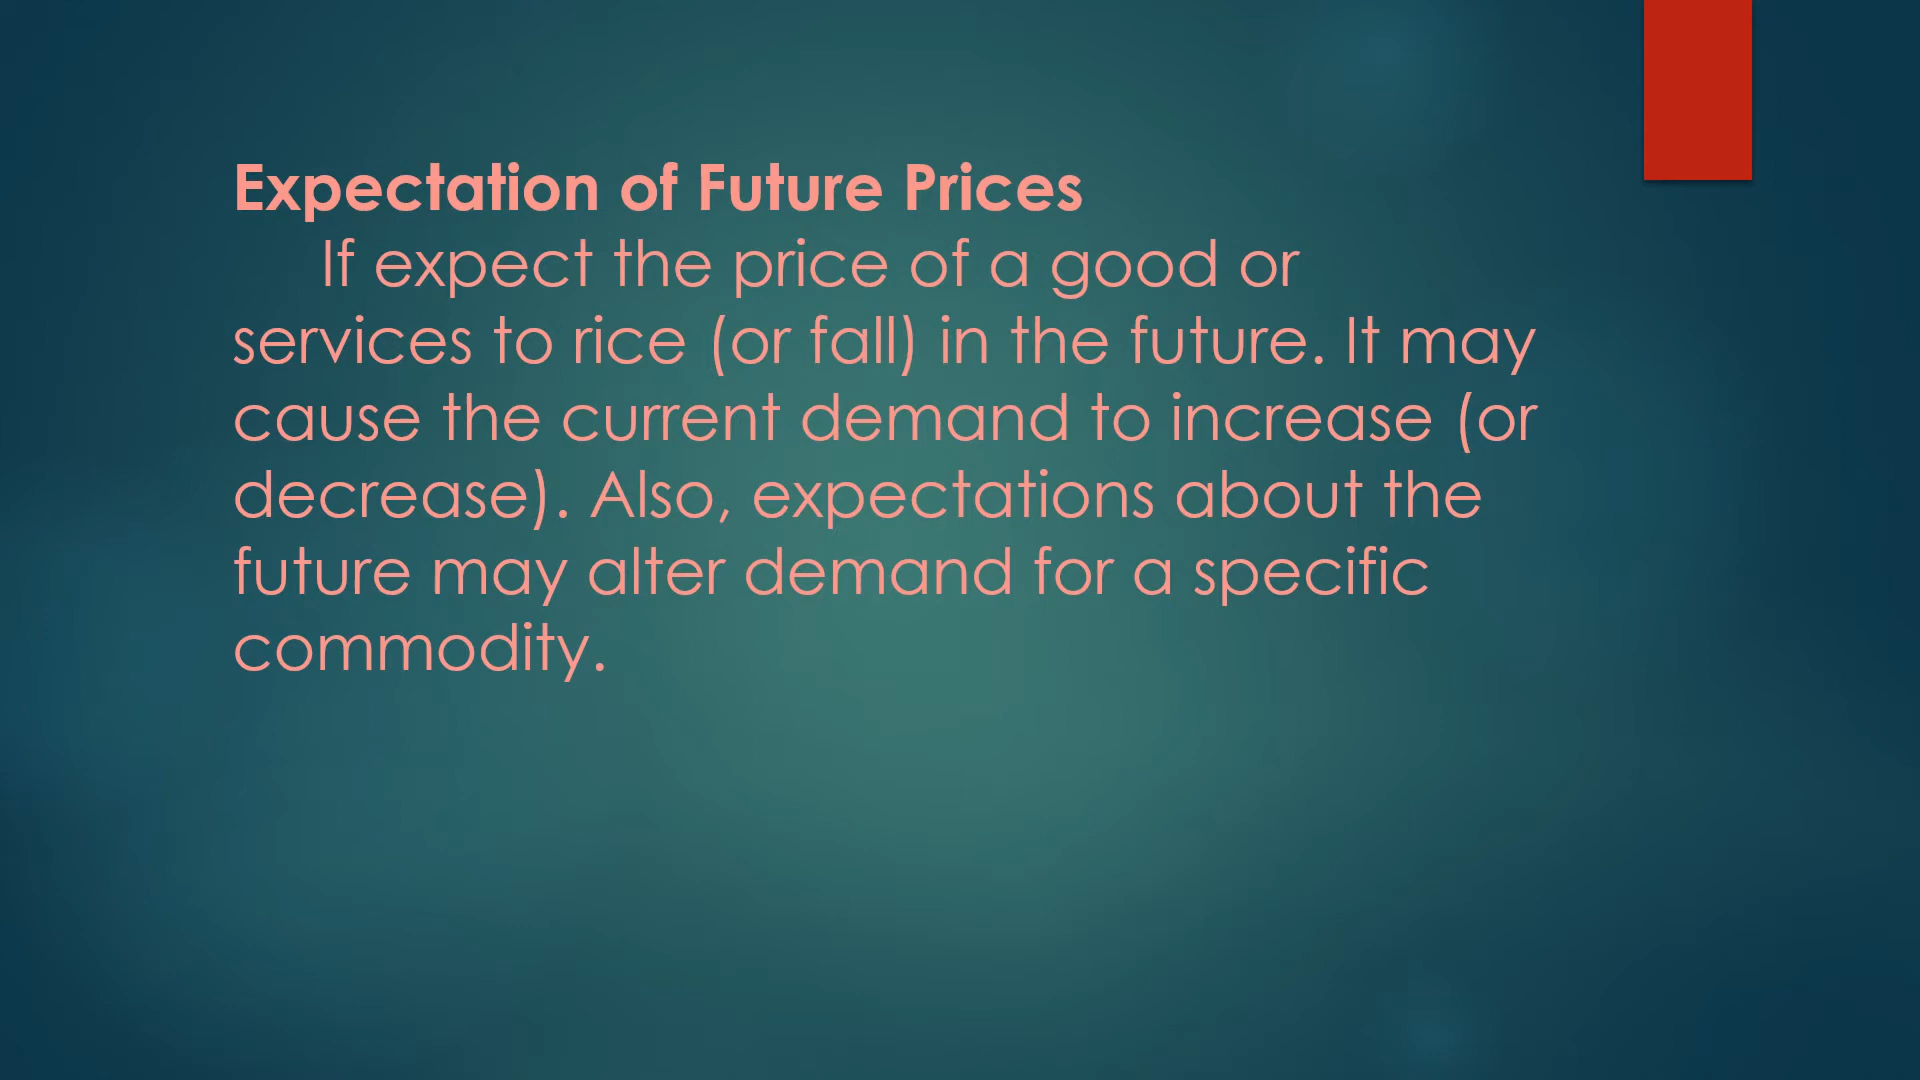 Expectation of Future Prices
If expect the price of a good or
services to rice (or fall) in the future. It may
cause the current demand to increase (or
decrease). Also, expectations about the
future may alter demand for a specific
commodity.